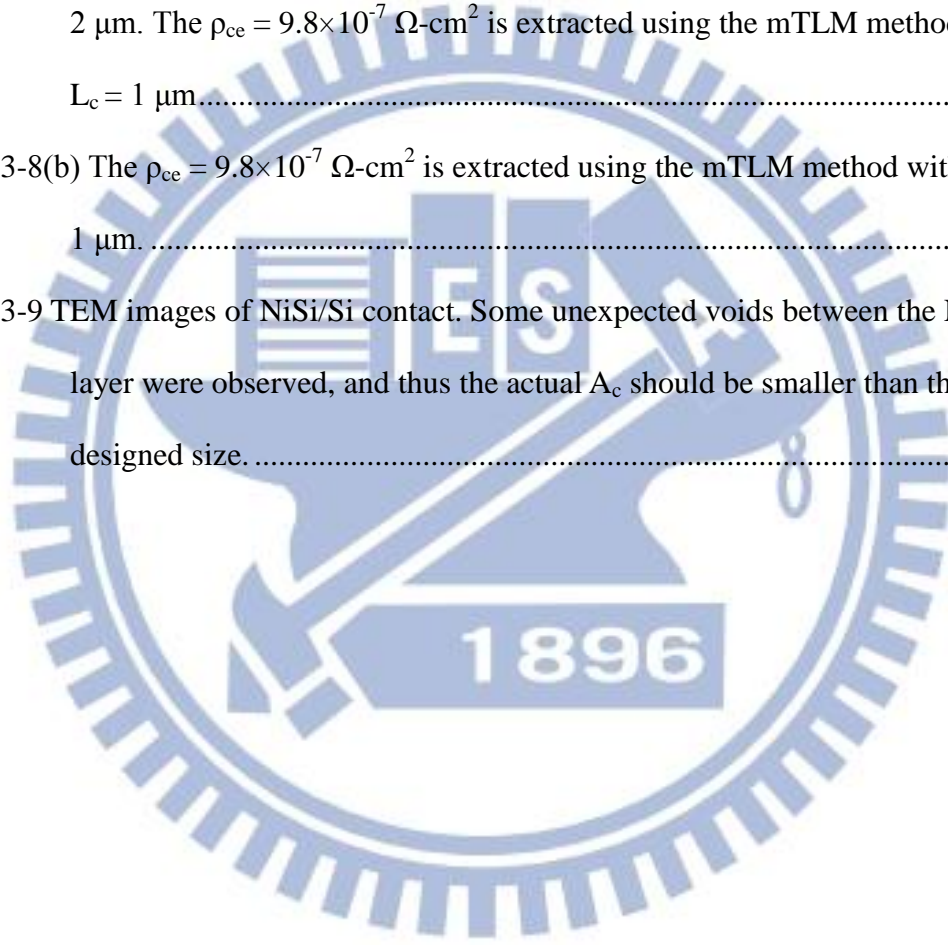 2 μm. The ρce = 9.8×10-7 Ω-cm2 is extracted using the mTLM method
Lc = 1 μm................................................................................
3-8(b) The ρce = 9.8×10-7 Ω-cm2 is extracted using the mTLM method
1 μm. ................................................................................
3-9 TEM images of NiSi/Si contact. Some unexpected voids between the
layer were observed, and thus the actual Ac should be smaller than
designed size. ................................................................................
E S A
1896